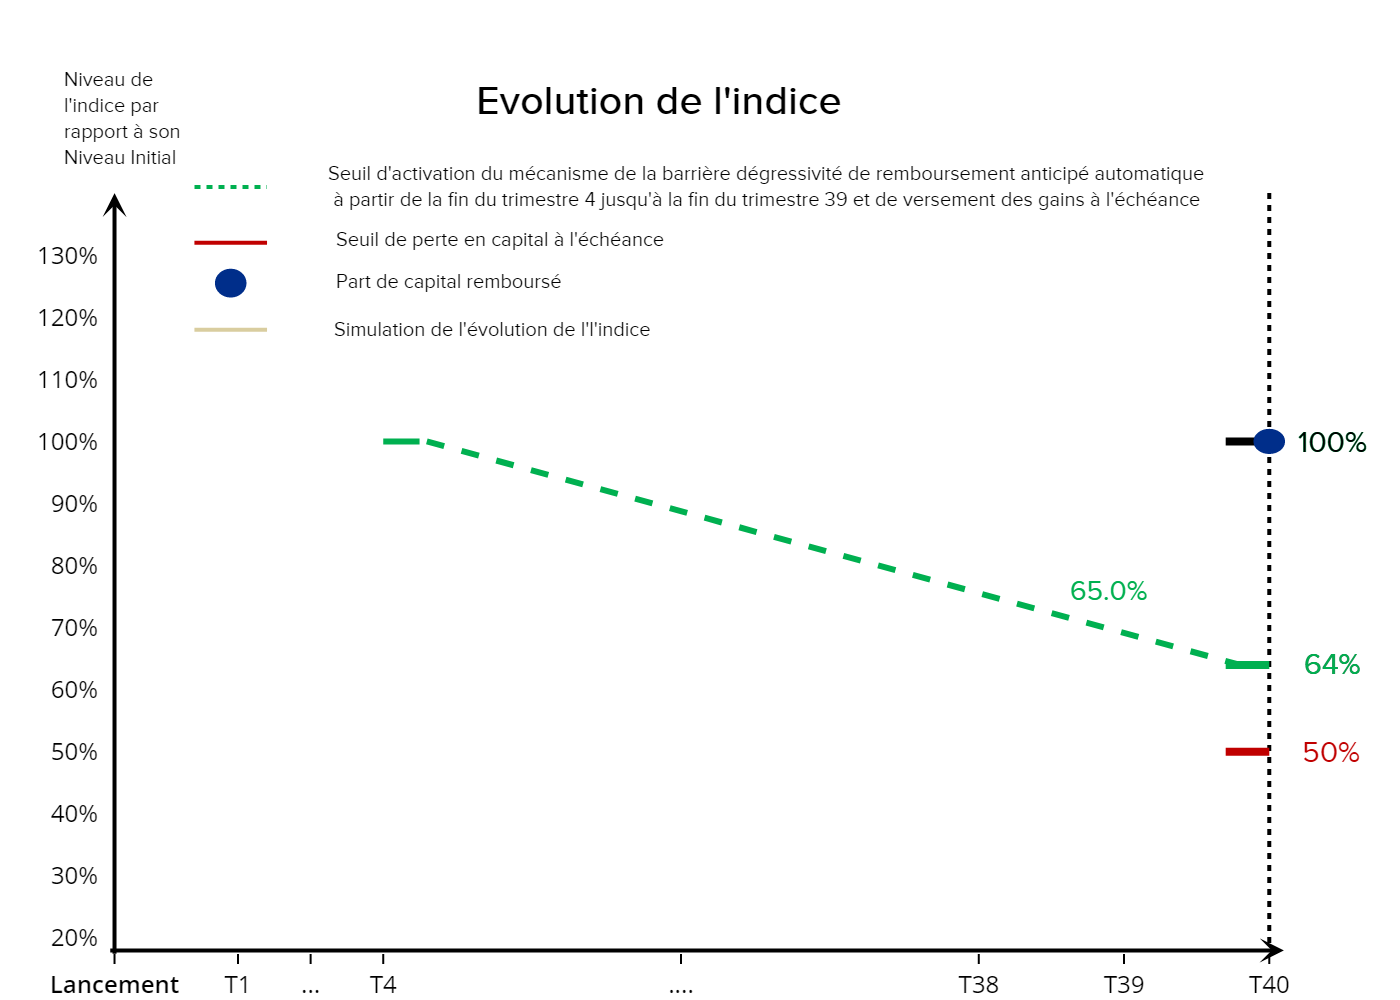 Niveau de
l'indice par
rapport à son
Niveau Initial
Evolution de l'indice
Seuil d'activation du mécanisme de la barrière dégressivité de remboursement anticipé automatique
à partir de la fin du trimestre 4 jusqu'à la fin du trimestre 39 et de versement des gains à l'échéance
Seuil de perte en capital à l'échéance
Part de capital remboursé
Simulation de l'évolution de l'l'indice
130%
120%
110%
100%
90%
80%
70%
60%
50%
40%
30%
20%
100%
65.0%
64%
50%
Lancement T1 ... T4 .... T38 T39 T40